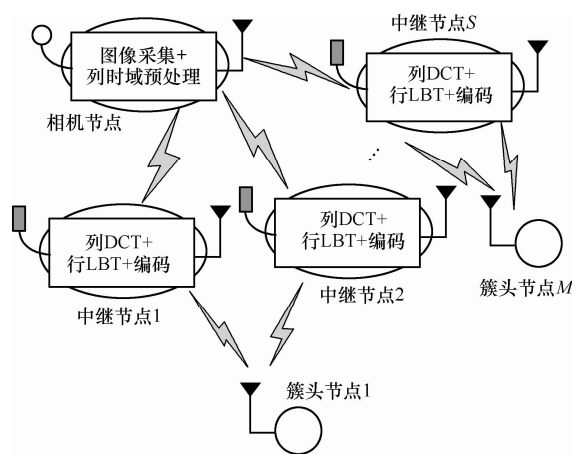 图像采集+
列时域预处理
相机节点
中继节点S
列DCT+
行LBT+编码
列DCT+
行LBT+编码
中继节点1
列DCT+
行LBT+编码
中继节点2
簇头节点M
簇头节点1